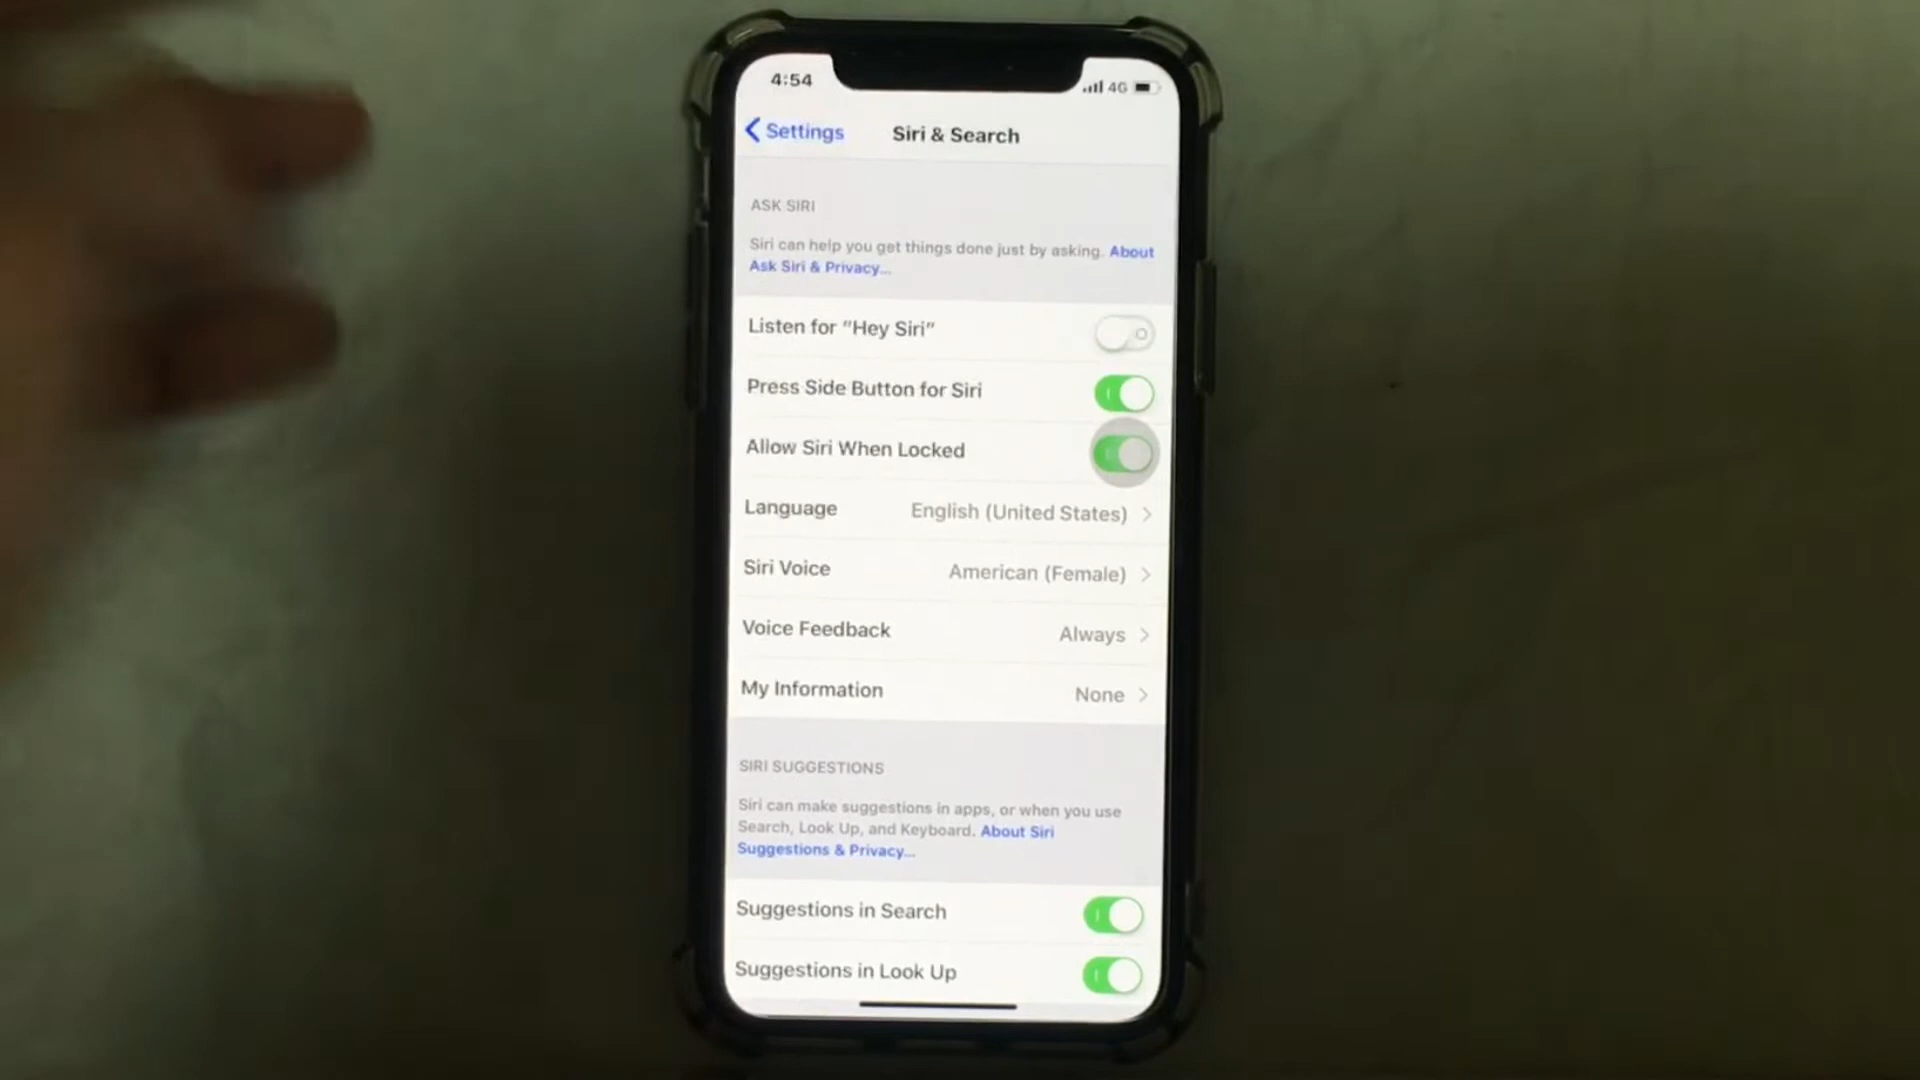 4:54
4G
Settings
Siri & Search
ASK SIRI
Siri can help you get things done just by asking. About
Ask Siri & Privacy...
Listen for "Hey Siri"
Press Side Button for Siri
Allow Siri When Locked
Language English (United States)
Siri Voice American (Female)
Voice Feedback Always
My Information None
SIRI SUGGESTIONS
Siri can make suggestions in apps, or when you use
Search, Look Up, and Keyboard. About Siri
Suggestions & Privacy...
Suggestions in Search
Suggestions in Look Up